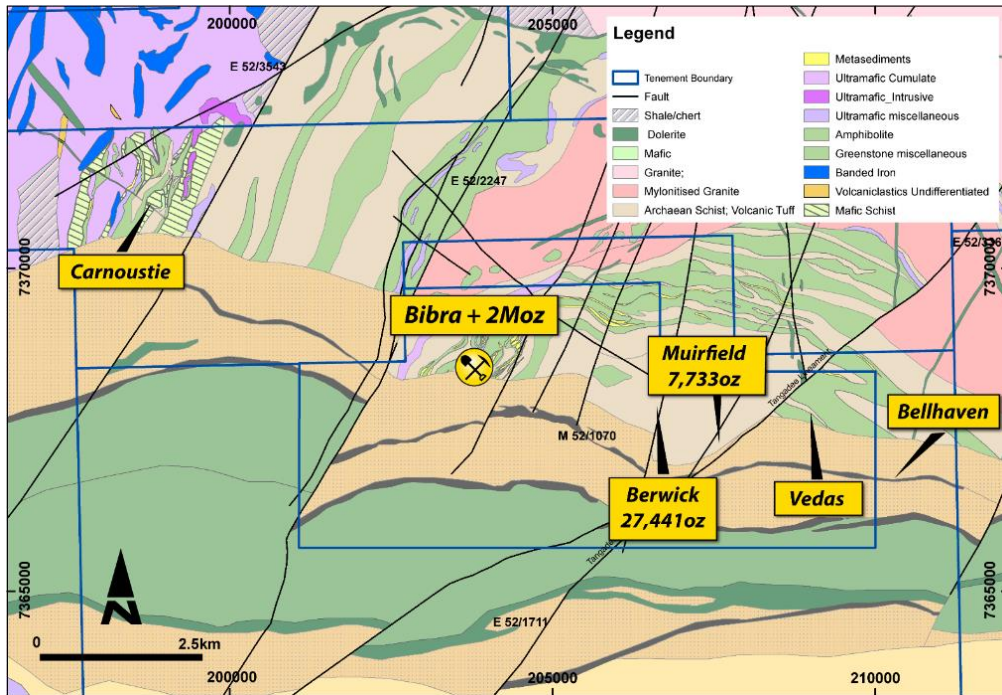 200000
205000
E 52/3543
E 52/2247
Legend
Tenement Boundary
Fault
Shale/chert
Dolerite
Mafic
Granite;
Mylonitised Granite
Archaean Schist; Volcanic Tuff
Metasediments
Ultramafic Cumulate
Ultramafic_Intrusive
Ultramafic miscellaneous
Amphibolite
Greenstone miscellaneous
Banded Iron
Volcaniclastics Undifferentiated
Mafic Schist
7370000
7370000
Carnoustie
Bibra + 2Moz
Muirfield
7,733oz
Tangadee Lineament
Bellhaven
M 52/1070
Berwick
27,441oz
Vedas
7365000
7365000
N
E 52/1711
0
2.5km
200000
205000
210000